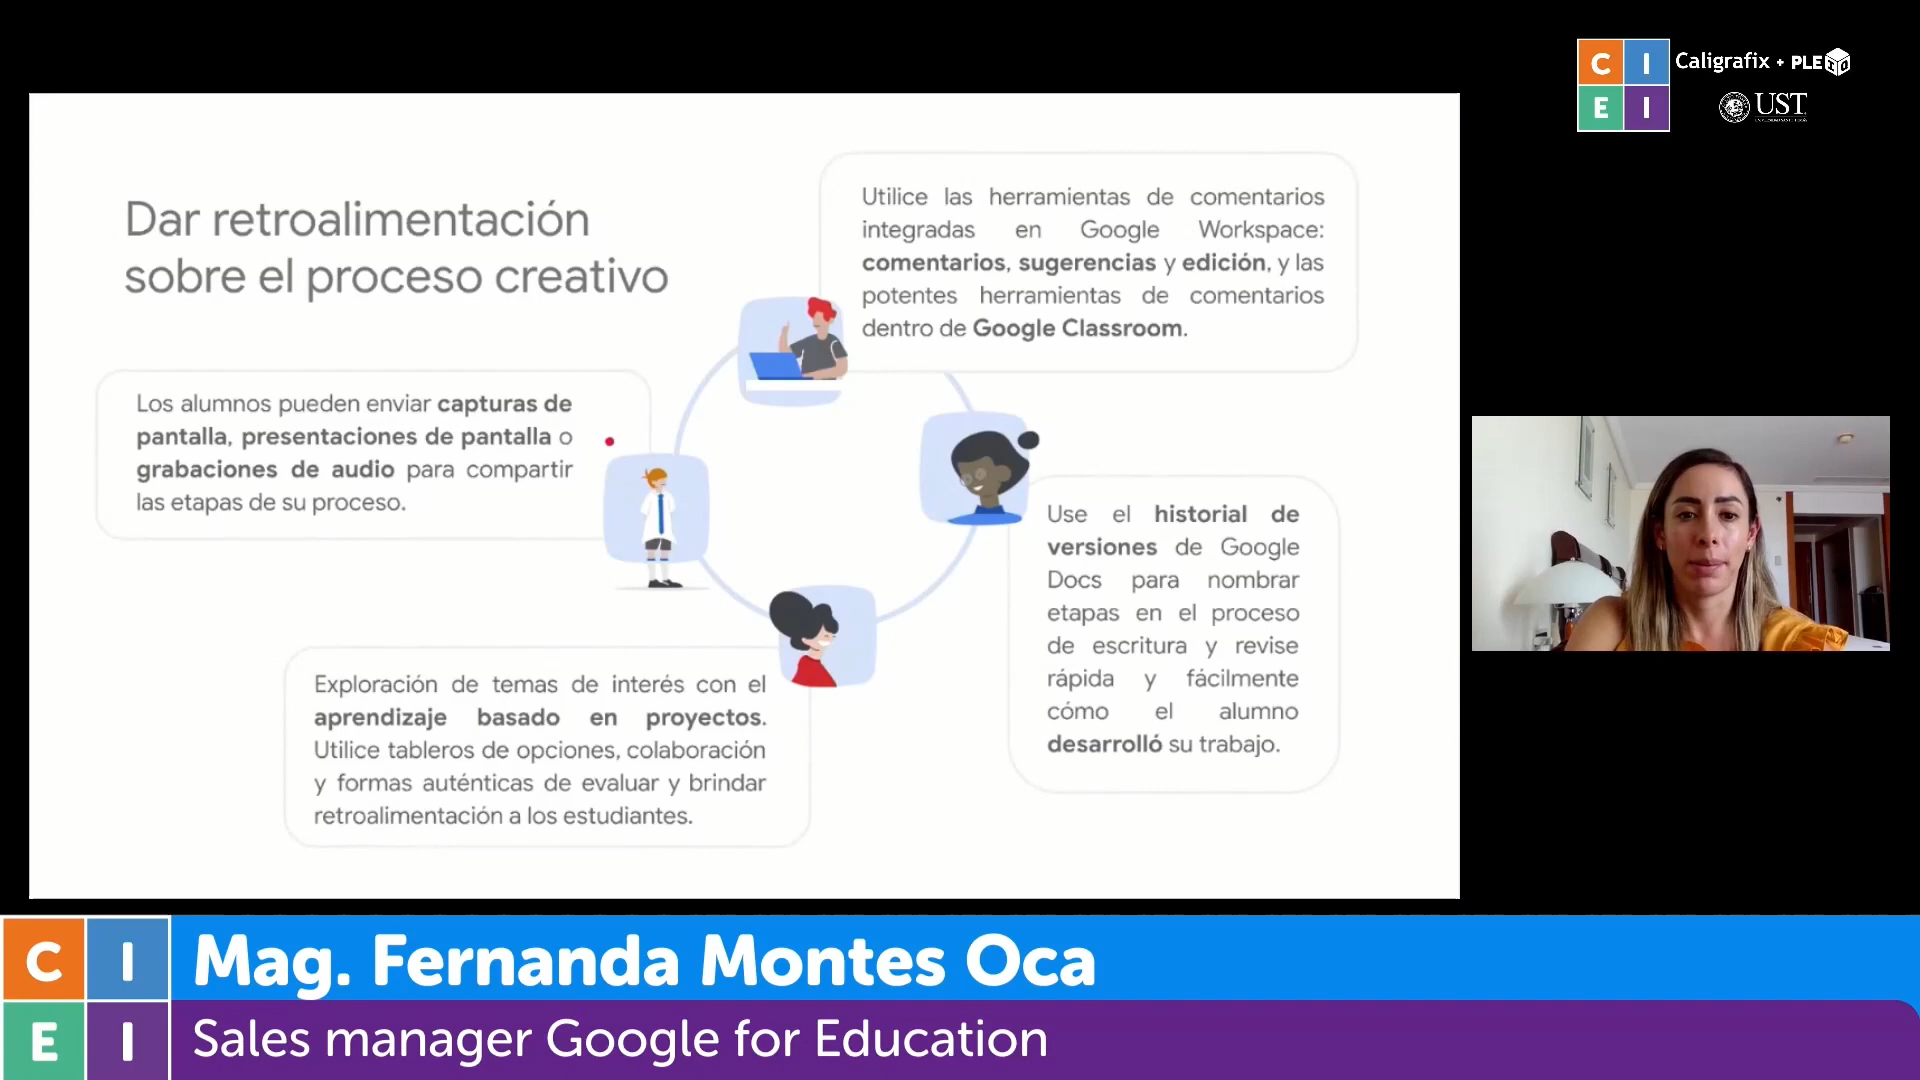 C I
E I
Caligrafix + PLE
UST
Dar retroalimentación
sobre el proceso creativo
Utilice las herramientas de comentarios
integradas en Google Workspace:
comentarios, sugerencias y edición, y las
potentes herramientas de comentarios
dentro de Google Classroom.
Los alumnos pueden enviar capturas de
pantalla, presentaciones de pantalla o
grabaciones de audio para compartir
las etapas de su proceso.
Use el historial de
versiones de Google
Docs para nombrar
etapas en el proceso
de escritura y revise
rápida y fácilmente
cómo el alumno
desarrolló su trabajo.
Exploración de temas de interés con el
aprendizaje basado en proyectos.
Utilice tableros de opciones, colaboración
y formas auténticas de evaluar y brindar
retroalimentación a los estudiantes.
C I
E I
Mag. Fernanda Montes Oca
Sales manager Google for Education